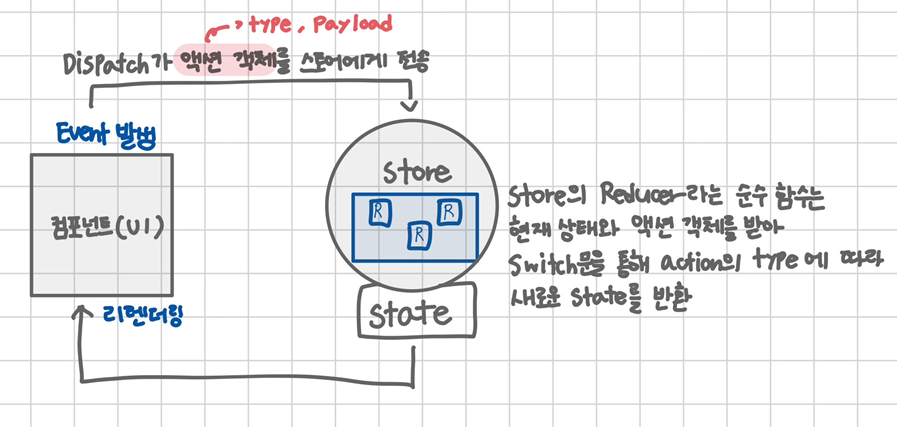 type, Payload
Dispatch가 액션 객체를 스토어에게 전송
Event 발생
컴포넌트(UI)
리렌더링
Store
R
R
R
State
Store의 Reducer라는 순수 함수는
현재 상태와 액션 객체를 받아
Switch문을 통해 action의 type에 따라
새로운 State를 반환